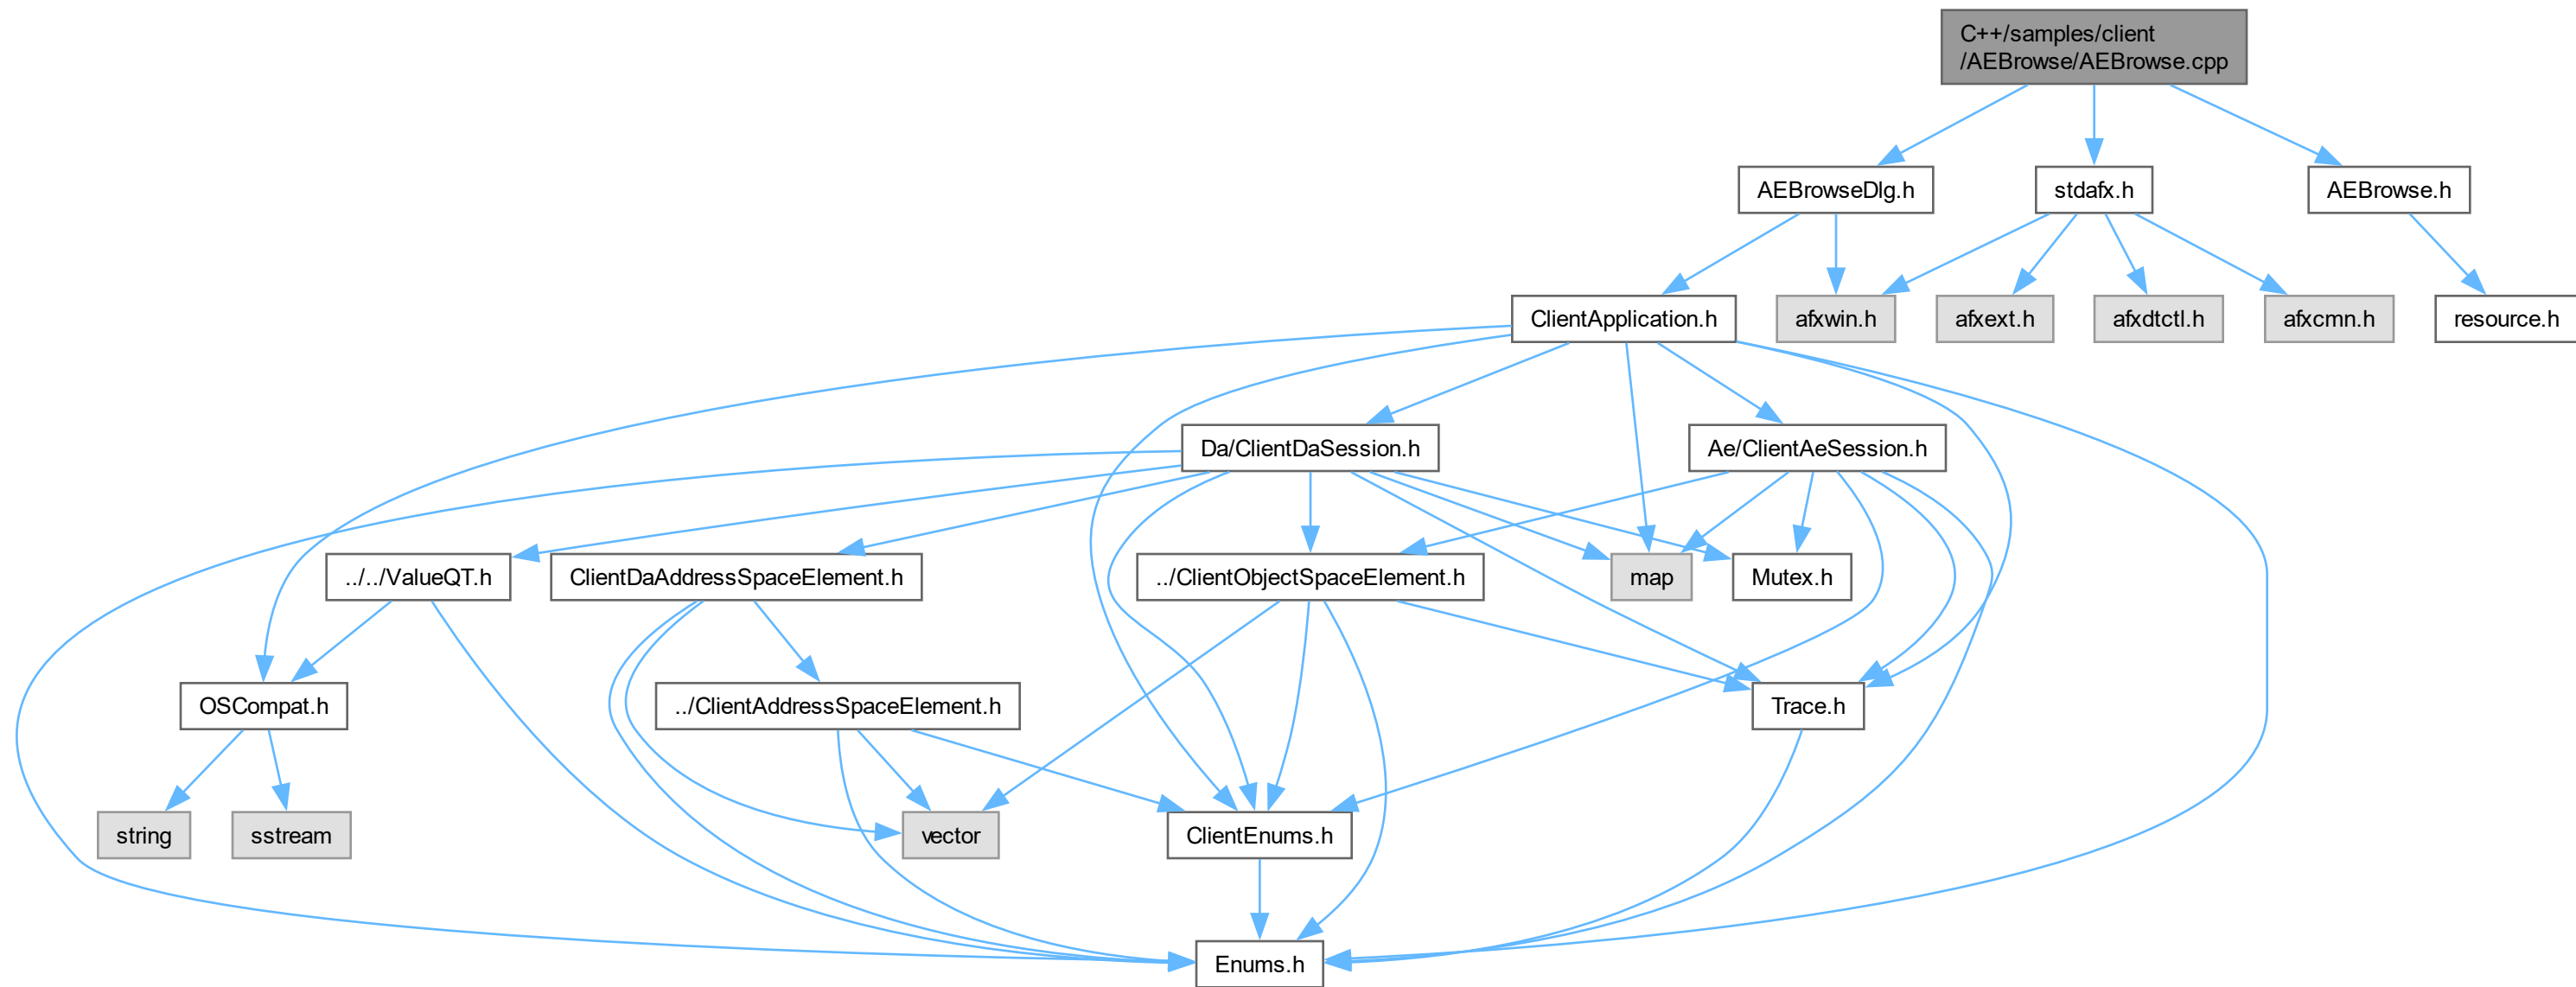 C++/samples/client
/AEBrowse/AEBrowse.cpp
AEBrowseDlg.h
stdafx.h
AEBrowse.h
ClientApplication.h
afxwin.h
afxext.h
afxdtctl.h
afxcmn.h
resource.h
Da/ClientDaSession.h
Ae/ClientAeSession.h
../../ValueQT.h
ClientDaAddressSpaceElement.h
../ClientObjectSpaceElement.h
map
Mutex.h
OSCompat.h
../ClientAddressSpaceElement.h
Trace.h
string
sstream
vector
ClientEnums.h
Enums.h